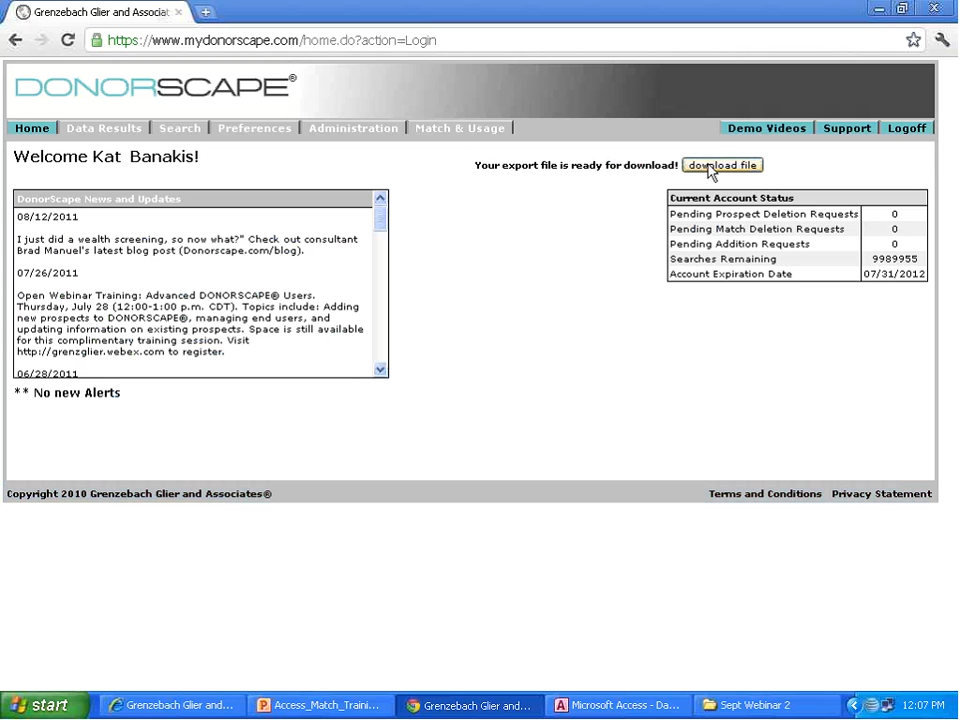 Grenzebach Glier and Associat
https://www.mydonorscape.com/home.do?action=Login
DONORSCAPE®
Home
Data Results
Search
Preferences
Administration
Match & Usage
Demo Videos
Support
Logoff
Welcome Kat Banakis!
Your export file is ready for download!
download file
DonorScape News and Updates
08/12/2011
I just did a wealth screening, so now what?" Check out consultant
Brad Manuel's latest blog post (Donorscape.com/blog).
07/26/2011
Open Webinar Training: Advanced DONORSCAPE® Users.
Thursday, July 28 (12:00-1:00 p.m. CDT). Topics include: Adding
new prospects to DONORSCAPE®, managing end users, and
updating information on existing prospects. Space is still available
for this complimentary training session. Visit
http://grenzglier.webex.com to register.
06/28/2011
Current Account Status
Pending Prospect Deletion Requests 0
Pending Match Deletion Requests 0
Pending Addition Requests 0
Searches Remaining 9989955
Account Expiration Date 07/31/2012
** No new Alerts
Copyright 2010 Grenzebach Glier and Associates®
Terms and Conditions
Privacy Statement
start
Grenzebach Glier and...
Access_Match_Traini...
Grenzebach Glier and...
Microsoft Access - Da...
Sept Webinar 2
12:07 PM